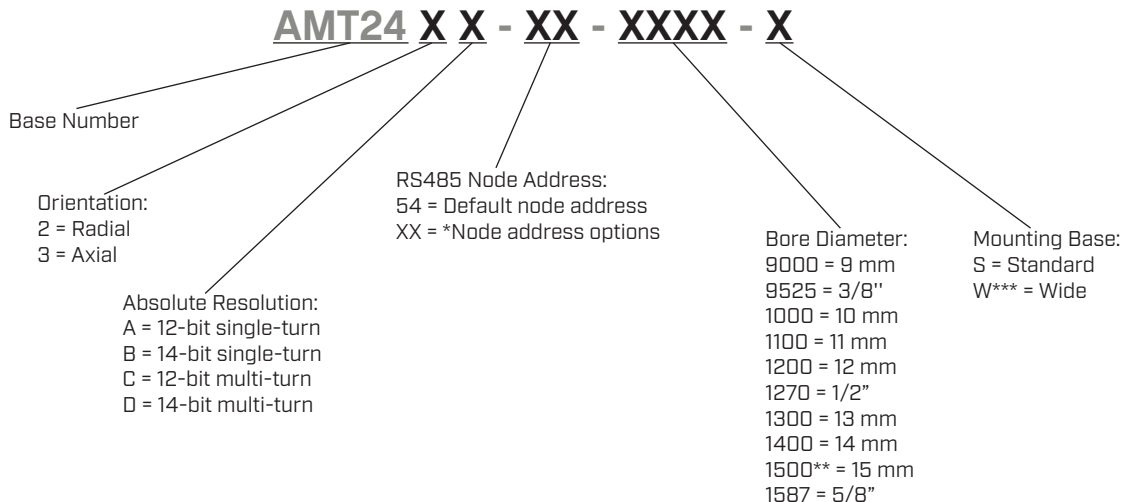 AMT24 X X - XX - XXXX - X
Base Number
Orientation:
2 = Radial
3 = Axial
Absolute Resolution:
A = 12-bit single-turn
B = 14-bit single-turn
C = 12-bit multi-turn
D = 14-bit multi-turn
RS485 Node Address:
54 = Default node address
XX = *Node address options
Bore Diameter:
9000 = 9 mm
9525 = 3/8''
1000 = 10 mm
1100 = 11 mm
1200 = 12 mm
1270 = 1/2”
1300 = 13 mm
1400 = 14 mm
1500** = 15 mm
1587 = 5/8”
Mounting Base:
S = Standard
W*** = Wide